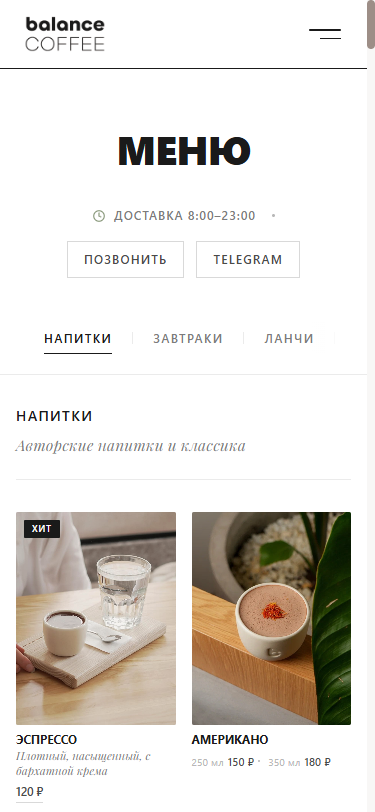 balance
COFFEE
МЕНЮ
ДОСТАВКА 8:00–23:00 •
ПОЗВОНИТЬ TELEGRAM
НАПИТКИ ЗАВТРАКИ ЛАНЧИ
НАПИТКИ
Авторские напитки и классика
ХИТ
ЭСПРЕССО
Плотный, насыщенный, с
бархатной крема
120 ₽
АМЕРИКАНО
250 мл 150 ₽ · 350 мл 180 ₽